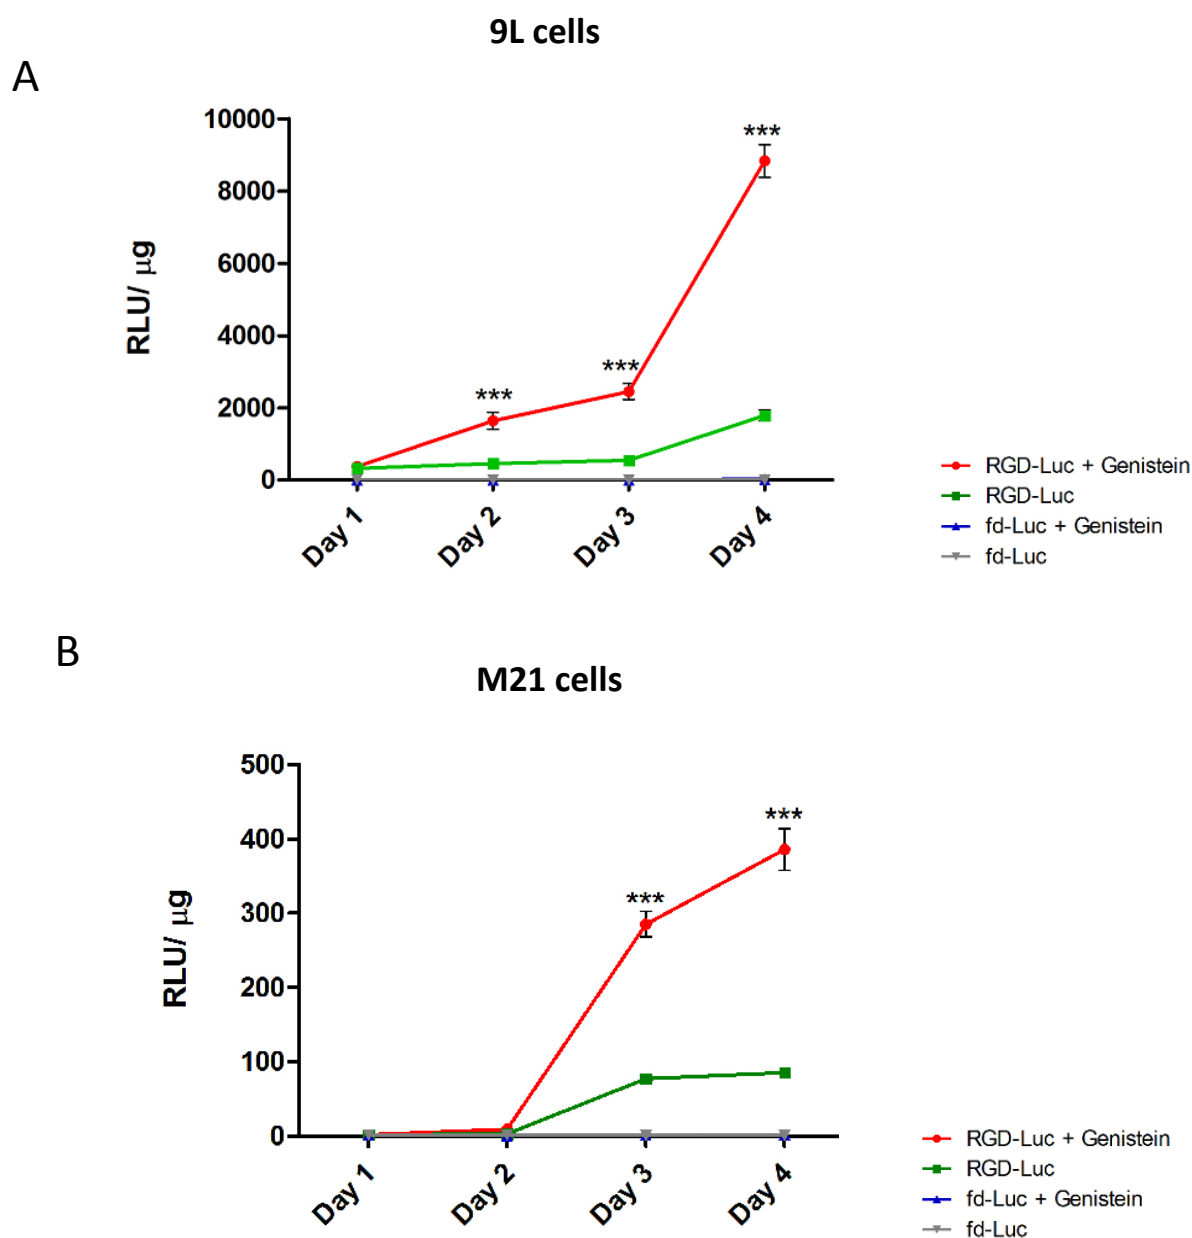 9L cells
A
10000
***
8000
6000
RLU/ μg
4000
***
***
2000
0
Day 1
Day 2
Day 3
Day 4
RGD-Luc + Genistein
RGD-Luc
fd-Luc + Genistein
fd-Luc
B
M21 cells
500
***
400
***
300
RLU/ μg
200
100
0
Day 1
Day 2
Day 3
Day 4
RGD-Luc + Genistein
RGD-Luc
fd-Luc + Genistein
fd-Luc